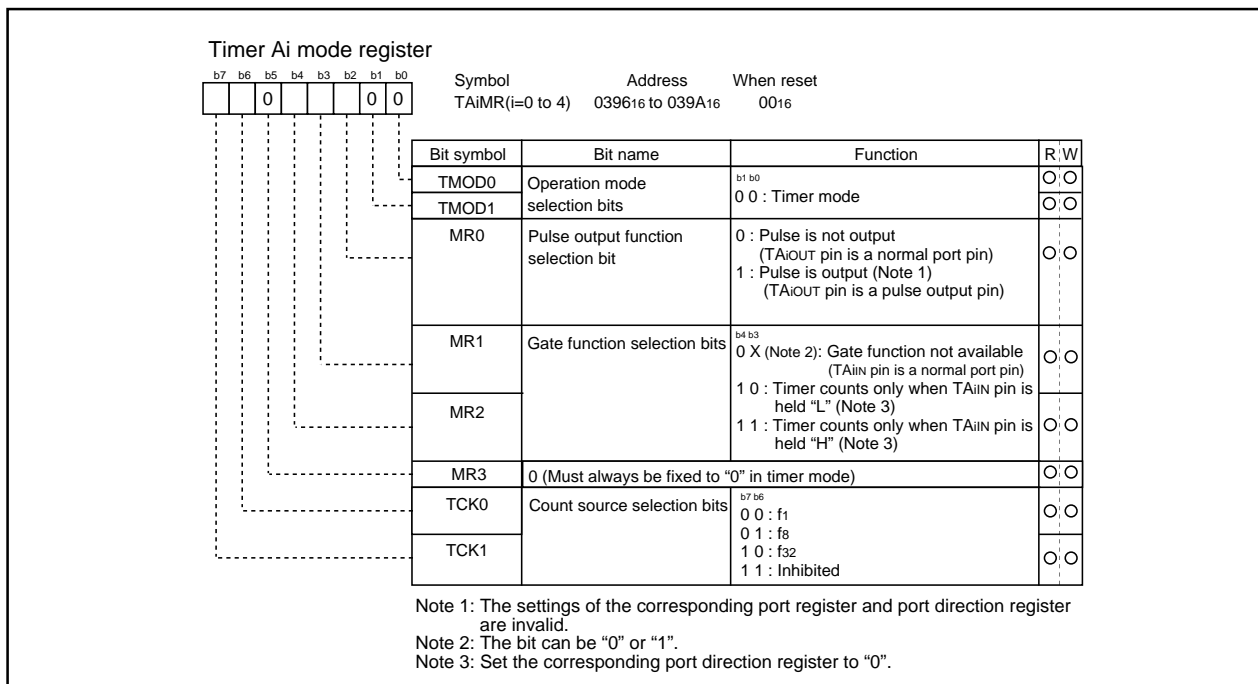 Timer Ai mode register
b7 b6 b5 b4 b3 b2 b1 b0
0 0 0
Symbol Address When reset
TAiMR(i=0 to 4) 039616 to 039A16 0016
Bit symbol Bit name Function R W
TMOD0
TMOD1
Operation mode
selection bits
b1 b0
0 0 : Timer mode
MR0
Pulse output function
selection bit
0 : Pulse is not output
(TAiOUT pin is a normal port pin)
1 : Pulse is output (Note 1)
(TAiOUT pin is a pulse output pin)
MR1
MR2
Gate function selection bits
b4 b3
0 X (Note 2): Gate function not available
(TAiIN pin is a normal port pin)
1 0 : Timer counts only when TAiIN pin is
held “L” (Note 3)
1 1 : Timer counts only when TAiIN pin is
held “H” (Note 3)
MR3 0 (Must always be fixed to “0” in timer mode)
TCK0
TCK1
Count source selection bits
b7 b6
0 0 : f1
0 1 : f8
1 0 : f32
1 1 : Inhibited
Note 1: The settings of the corresponding port register and port direction register
are invalid.
Note 2: The bit can be “0” or “1”.
Note 3: Set the corresponding port direction register to “0”.